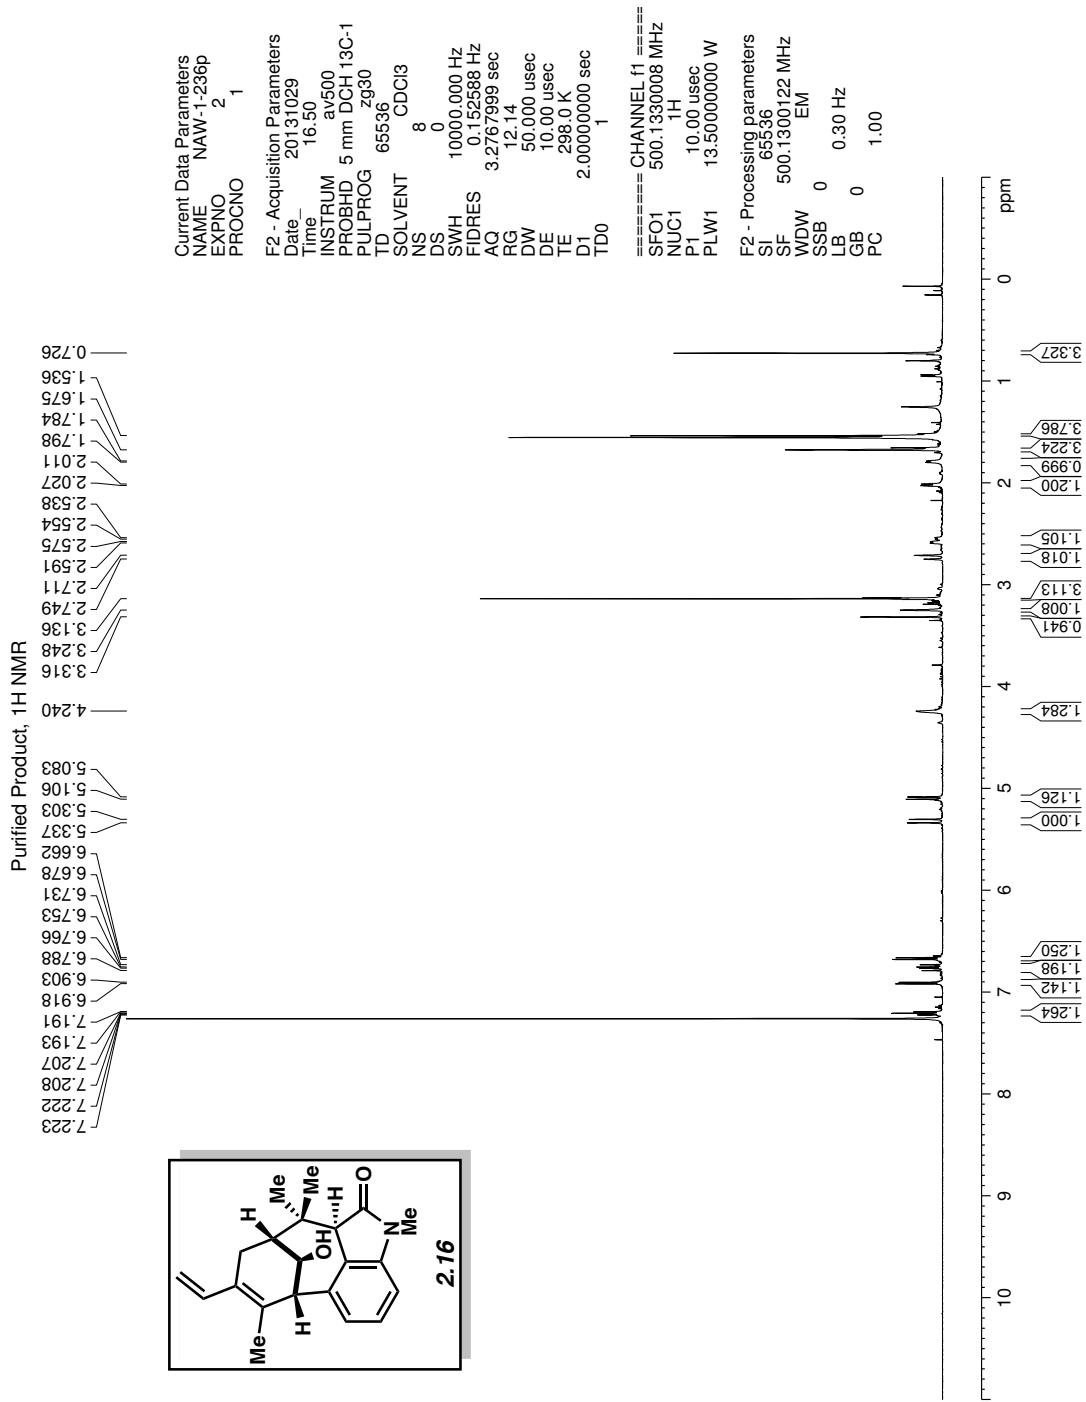 Purified Product, 1H NMR
7.223
7.222
7.208
7.207
7.193
7.191
6.918
6.903
6.788
6.766
6.753
6.731
6.678
6.662
5.337
5.303
5.106
5.083
4.240
3.316
3.248
3.136
2.749
2.711
2.591
2.575
2.554
2.538
2.027
2.011
1.798
1.784
1.675
1.536
0.726
Current Data Parameters
NAME NAW-1-236p
EXPNO 2
PROCNO 1
F2 - Acquisition Parameters
Date_ 20131029
Time 16.50
INSTRUM av500
PROBHD 5 mm DCH 13C-1
PULPROG zg30
TD 65536
SOLVENT CDCl3
NS 8
DS 0
SWH 10000.000 Hz
FIDRES 0.152588 Hz
AQ 3.2767999 sec
RG 12.14
DW 50.000 usec
DE 10.00 usec
TE 298.0 K
D1 2.00000000 sec
TD0 1
======== CHANNEL f1 ========
SFO1 500.1330008 MHz
NUC1 1H
P1 10.00 usec
PLW1 13.50000000 W
F2 - Processing parameters
SI 65536
SF 500.1300122 MHz
WDW EM
SSB 0
LB 0.30 Hz
GB 0
PC 1.00
H
Me
Me
H
O
OH
N
Me
Me
H
2.16
10 9 8 7 6 5 4 3 2 1 0 ppm
1.264
1.142
1.198
1.250
1.000
1.126
1.284
0.941
1.008
3.113
1.018
1.105
1.200
0.999
3.224
3.786
3.327